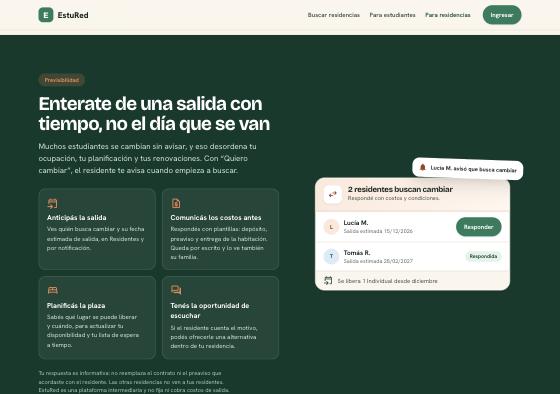 E EstuRed
Buscar residencias Para estudiantes Para residencias Ingresar
Previsibilidad
Enterate de una salida con
tiempo, no el día que se van
Muchos estudiantes se cambian sin avisar, y eso desordena tu
ocupación, tu planificación y tus renovaciones. Con “Quiero
cambiar”, el residente te avisa cuando empieza a buscar.
Anticipás la salida
Ves quién busca cambiar y su fecha
estimada de salida, en Residentes y
por notificación.
Comunicás los costos antes
Respondés con plantillas: depósito,
preaviso y entrega de la habitación.
Queda por escrito y lo ve también
su familia.
Planificás la plaza
Sabés qué lugar se puede liberar
y cuándo, para actualizar tu
disponibilidad y tu lista de espera
a tiempo.
Tenés la oportunidad de
escuchar
Si el residente cuenta el motivo,
podés ofrecerle una alternativa
dentro de tu residencia.
Tu respuesta es informativa: no reemplaza el contrato ni el preaviso que
acordaste con el residente. Las otras residencias no ven a tus residentes.
EstuRed es una plataforma intermediaria y no fija ni cobra costos de salida.
Lucía M. avisó que busca cambiar
2 residentes buscan cambiar
Respondé con costos y condiciones.
L
Lucía M.
Salida estimada 15/12/2026
Responder
T
Tomás R.
Salida estimada 28/02/2027
Respondida
Se libera 1 Individual desde diciembre